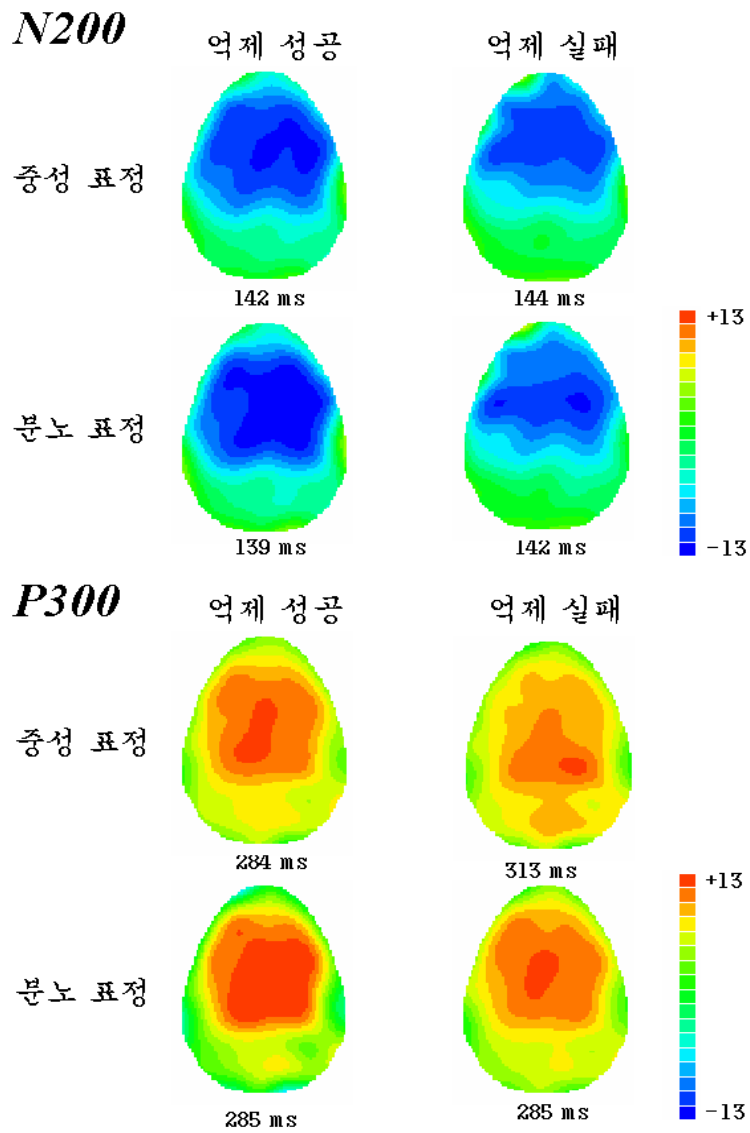 N200
억제 성공 억제 실패
중성 표정
142 ms 144 ms
+13
분노 표정
139 ms 142 ms
-13
P300
억제 성공 억제 실패
중성 표정
284 ms 313 ms
+13
분노 표정
285 ms 285 ms
-13